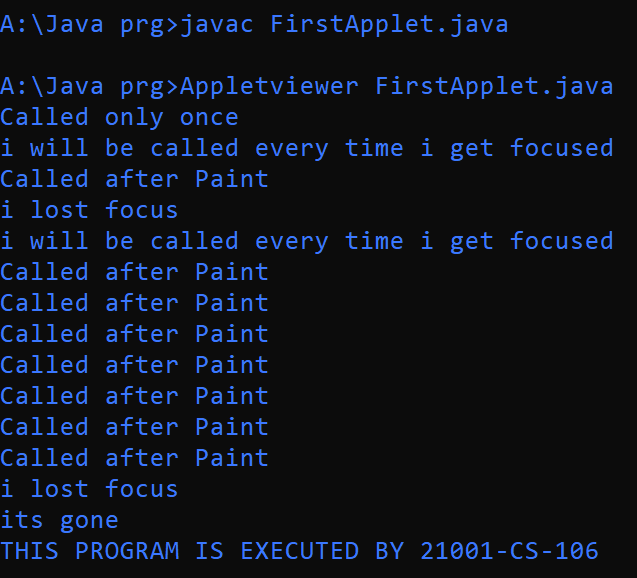 A:\Java prg>javac FirstApplet.java
A:\Java prg>Appletviewer FirstApplet.java
Called only once
i will be called every time i get focused
Called after Paint
i lost focus
i will be called every time i get focused
Called after Paint
Called after Paint
Called after Paint
Called after Paint
Called after Paint
Called after Paint
Called after Paint
i lost focus
its gone
THIS PROGRAM IS EXECUTED BY 21001-CS-106